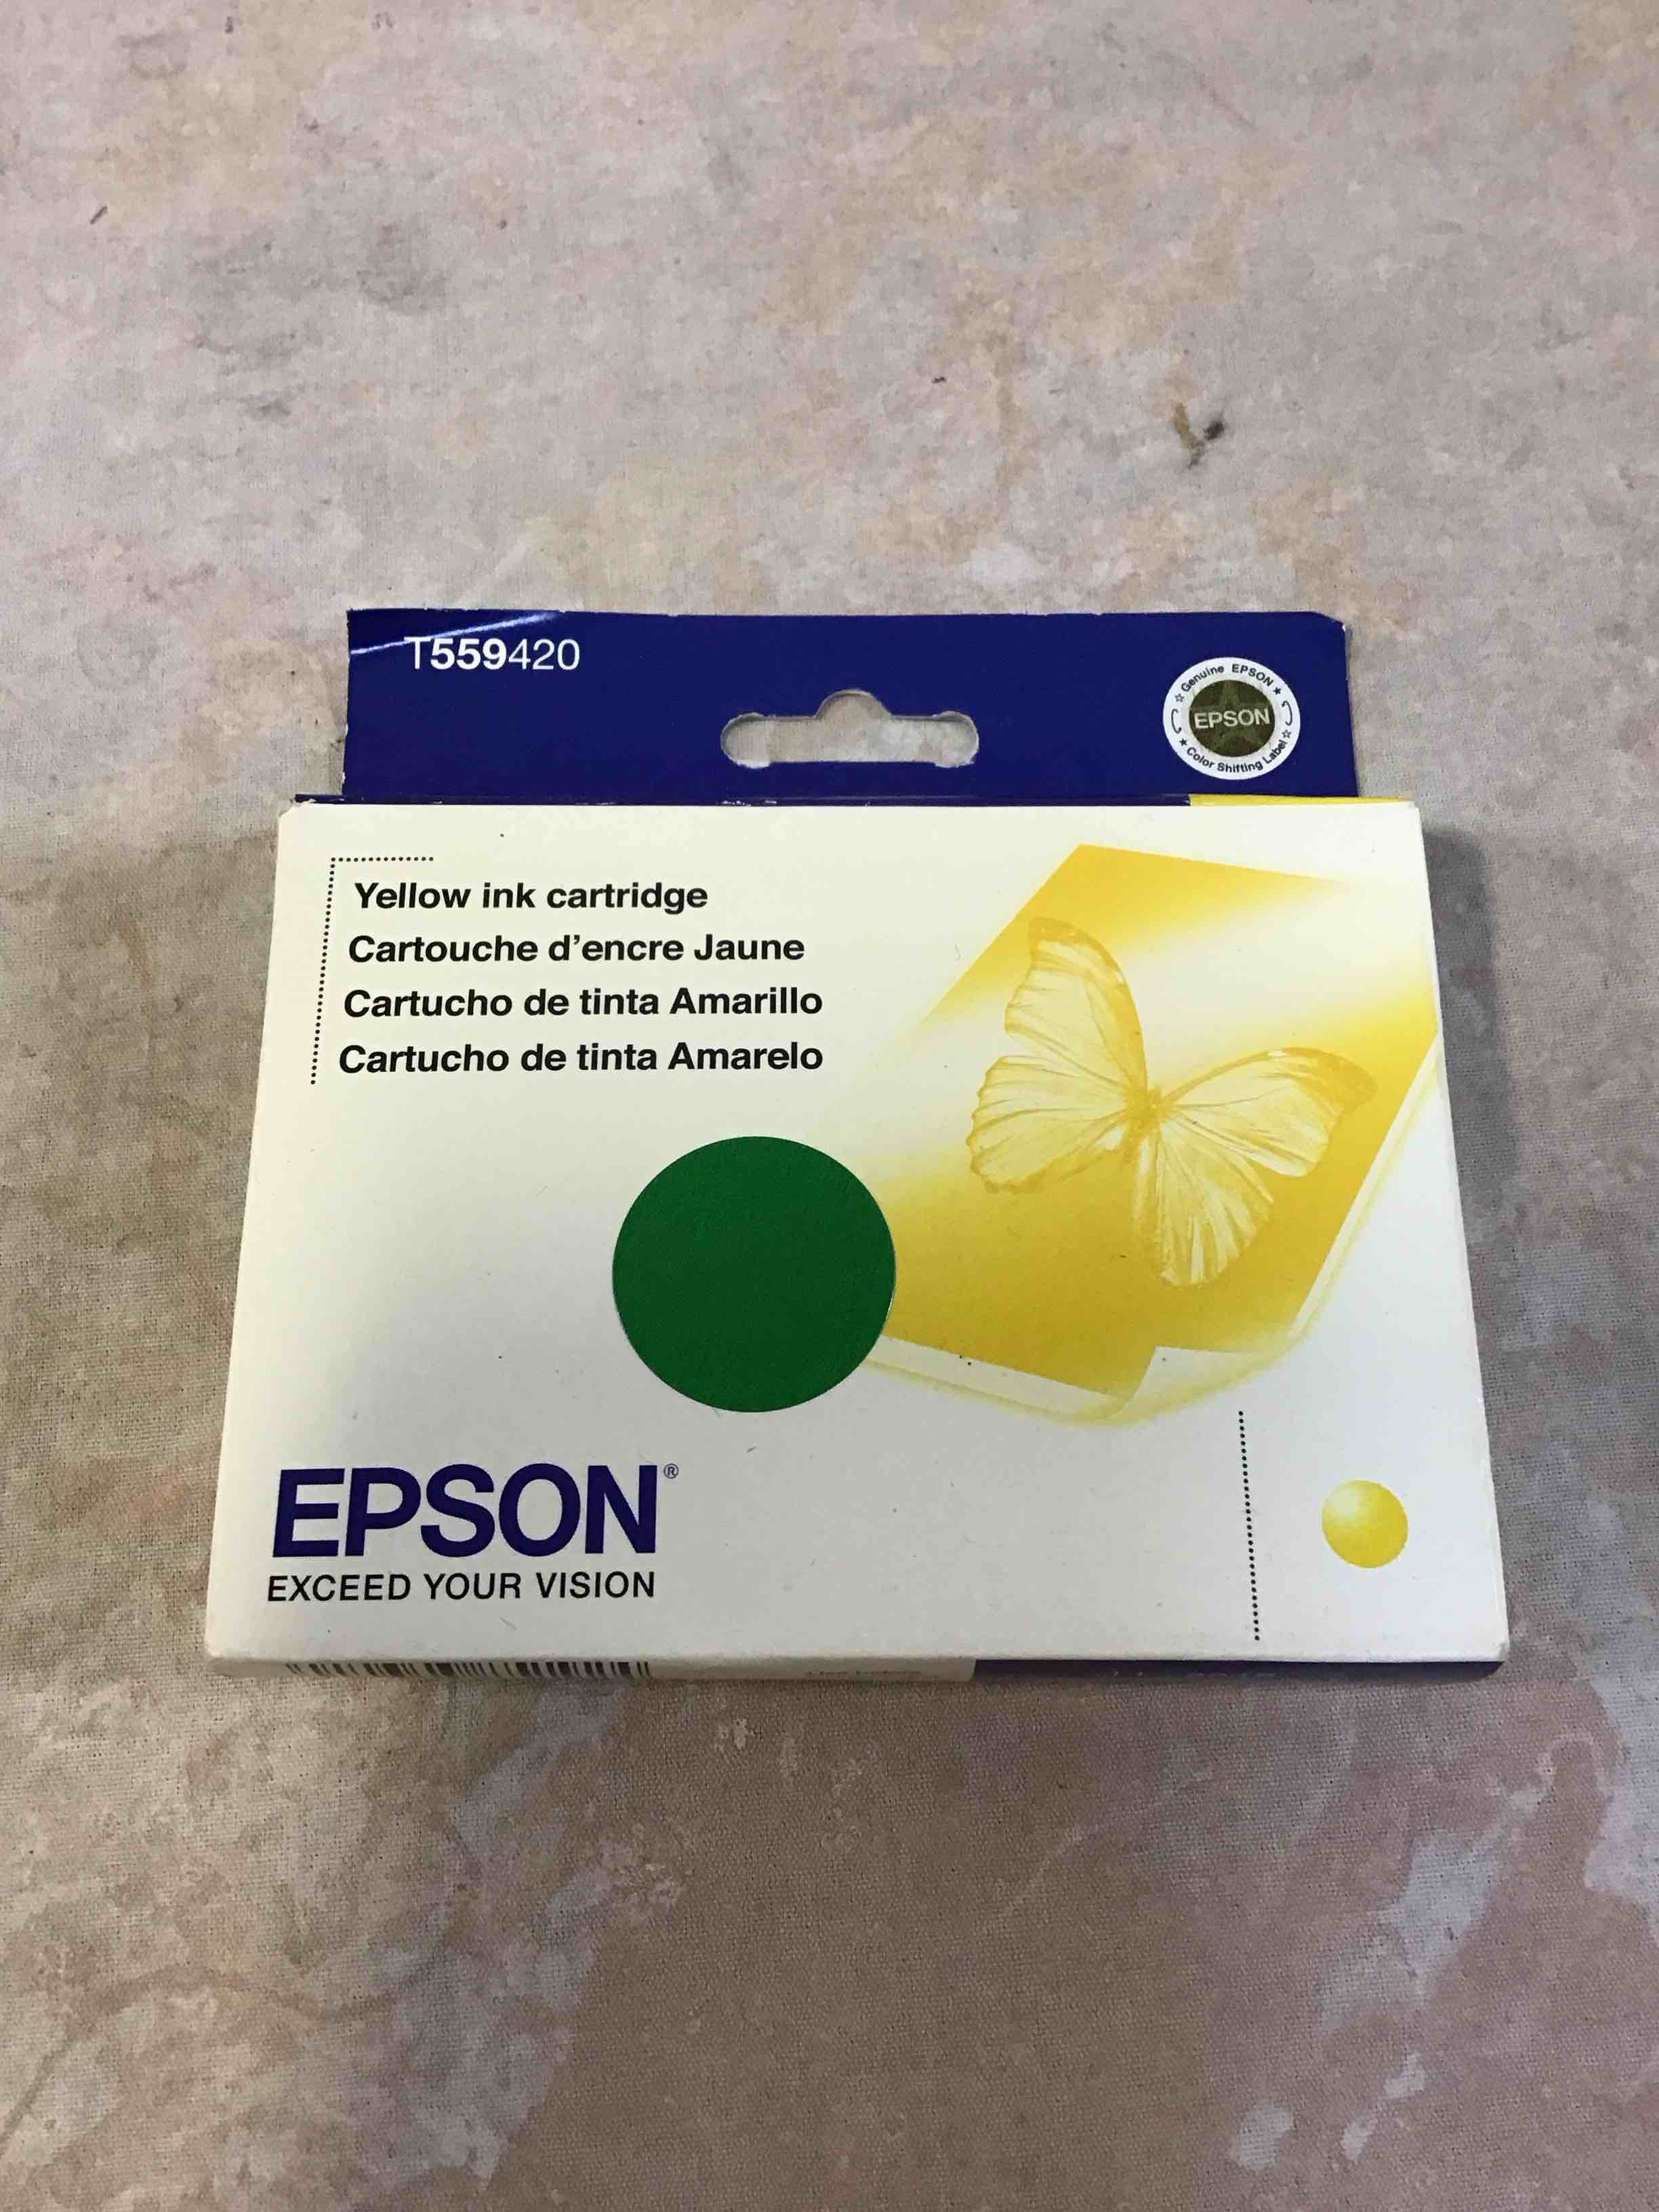 T559420
Genuine EPSON
EPSON
Color Shifting Label
Yellow ink cartridge
Cartouche d'encre Jaune
Cartucho de tinta Amarillo
Cartucho de tinta Amarelo
EPSON®
EXCEED YOUR VISION